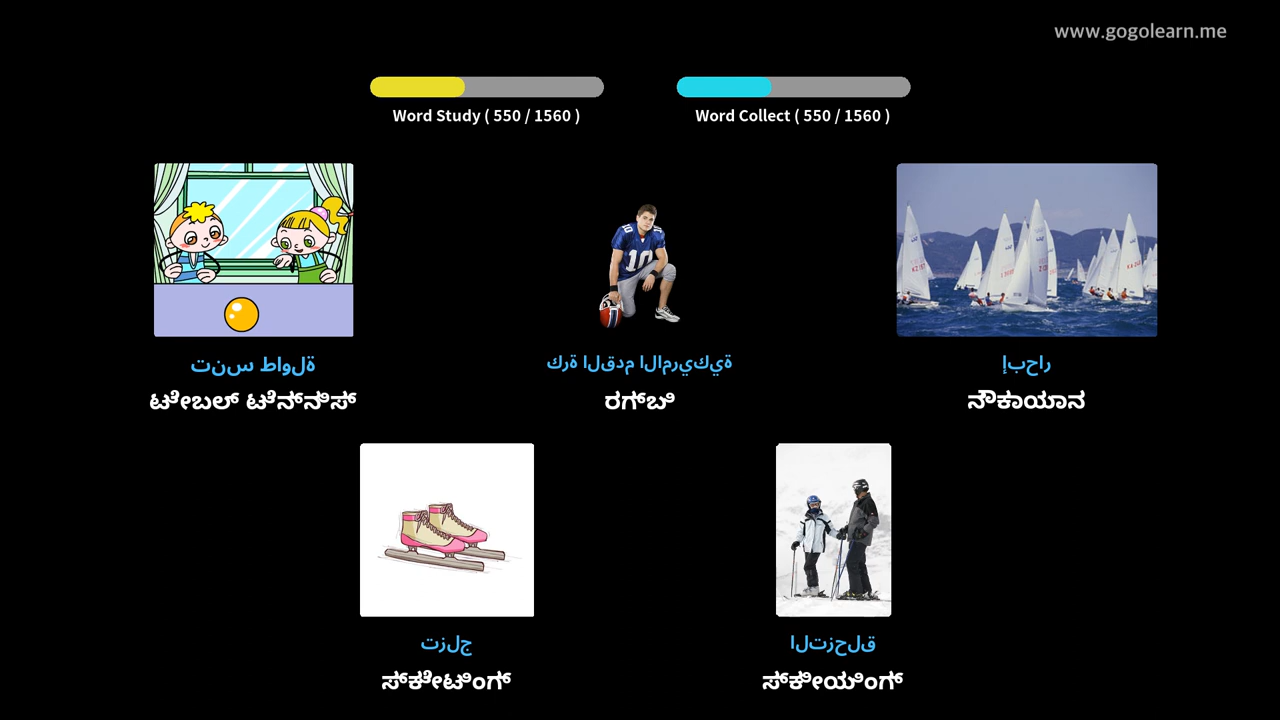 www.gogolearn.me
Word Study ( 550 / 1560 )
Word Collect ( 550 / 1560 )
10
تنس طاولة
كرة القدم الامريكية
إبحار
ಟೇಬಲ್ ಟೆನ್ನಿಸ್
ರಗ್ಬಿ
ನೌಕಾಯಾನ
تزلج
التزحلق
ಸ್ಕೇಟಿಂಗ್
ಸ್ಕೀಯಿಂಗ್